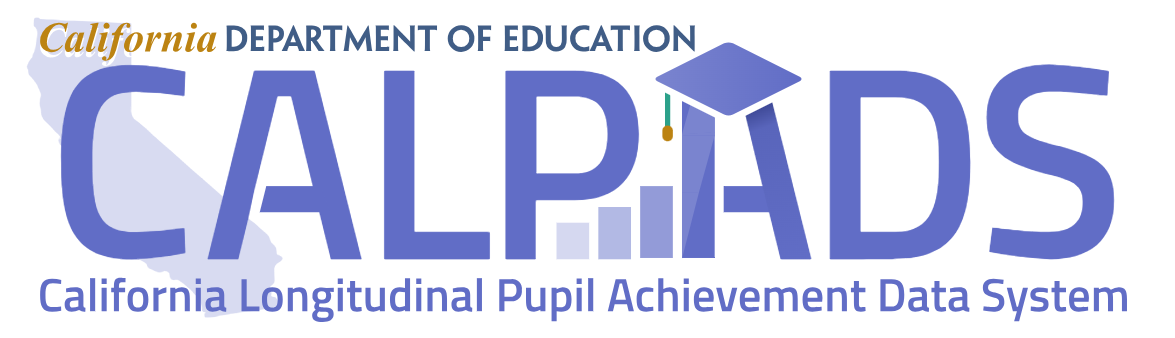 California DEPARTMENT OF EDUCATION
CALPADS
California Longitudinal Pupil Achievement Data System